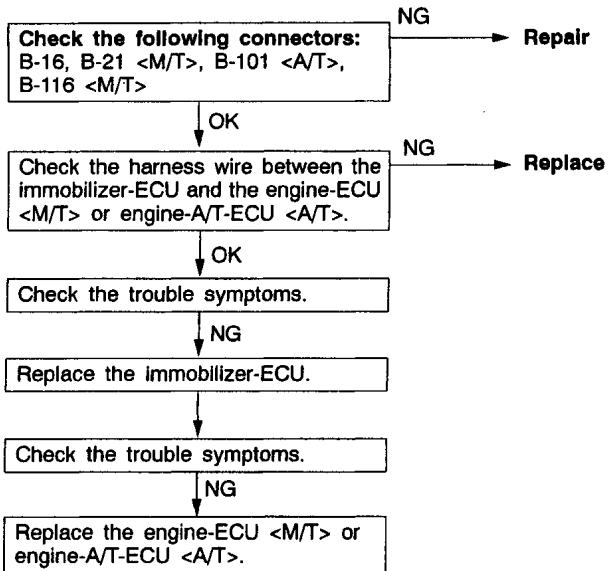 NG
Check the following connectors:
Repair
B-16, B-21 <M/T>, B-101 <A/T>,
B-116 <M/T>
OK
NG
Check the harness wire between the
Replace
immobilizer-ECU and the engine-ECU
<M/T> or engine-A/T-ECU <A/T>.
OK
Check the trouble symptoms.
NG
Replace the immobilizer-ECU.
Check the trouble symptoms.
NG
Replace the engine-ECU <M/T> or
engine-A/T-ECU <A/T>.